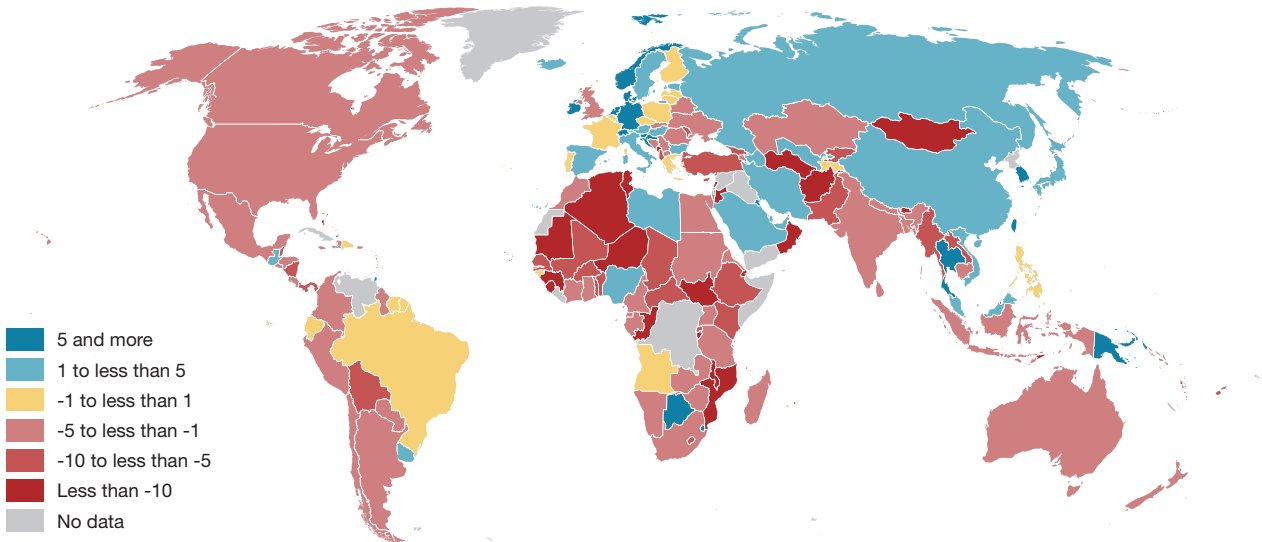 5 and more
1 to less than 5
-1 to less than 1
-5 to less than -1
-10 to less than -5
Less than -10
No data